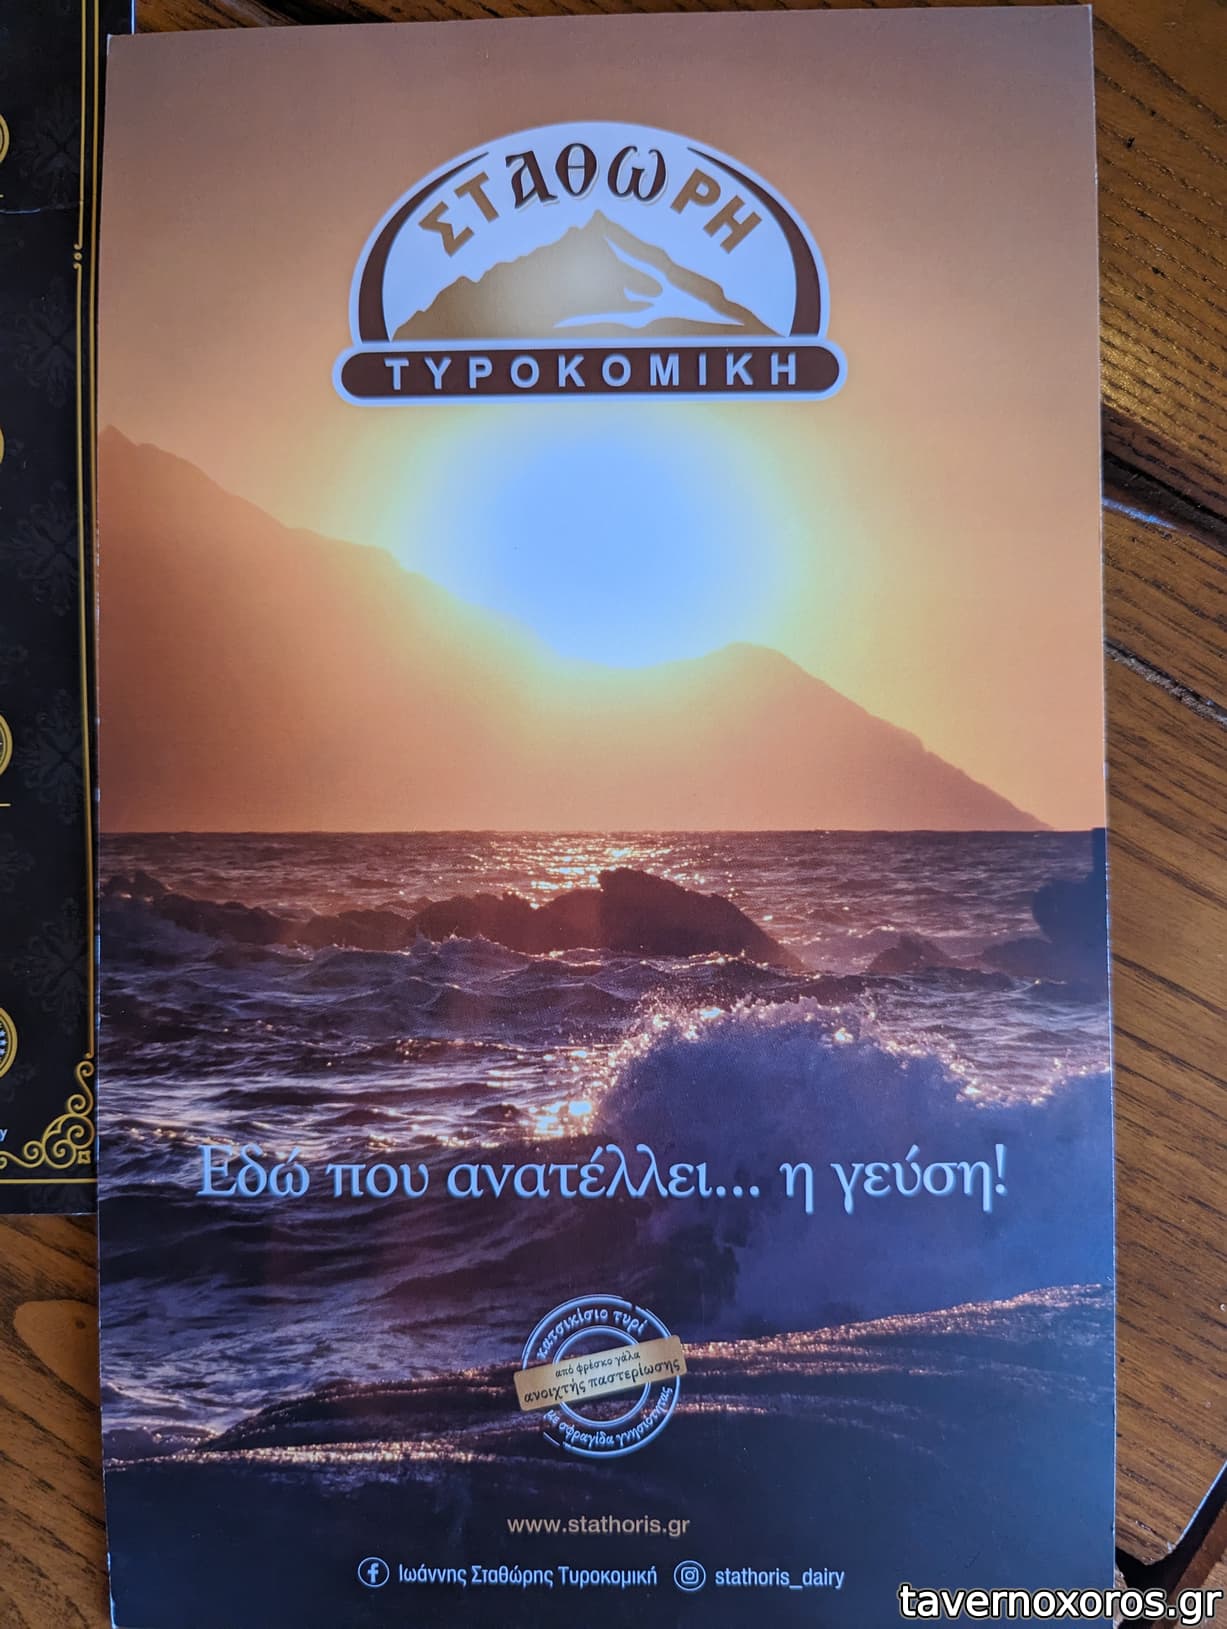 ΣΤΑΘΩΡΗ
ΤΥΡΟΚΟΜΙΚΗ
Εδώ που ανατέλλει... η γεύση!
κατσικίσιο τυρί
από φρέσκο γάλα
ανοιχτής παστερίωσης
με σφραγίδα γνησιότητας
www.stathoris.gr
Ιωάννης Σταθώρης Τυροκομική stathoris_dairy
tavernoxoros.gr